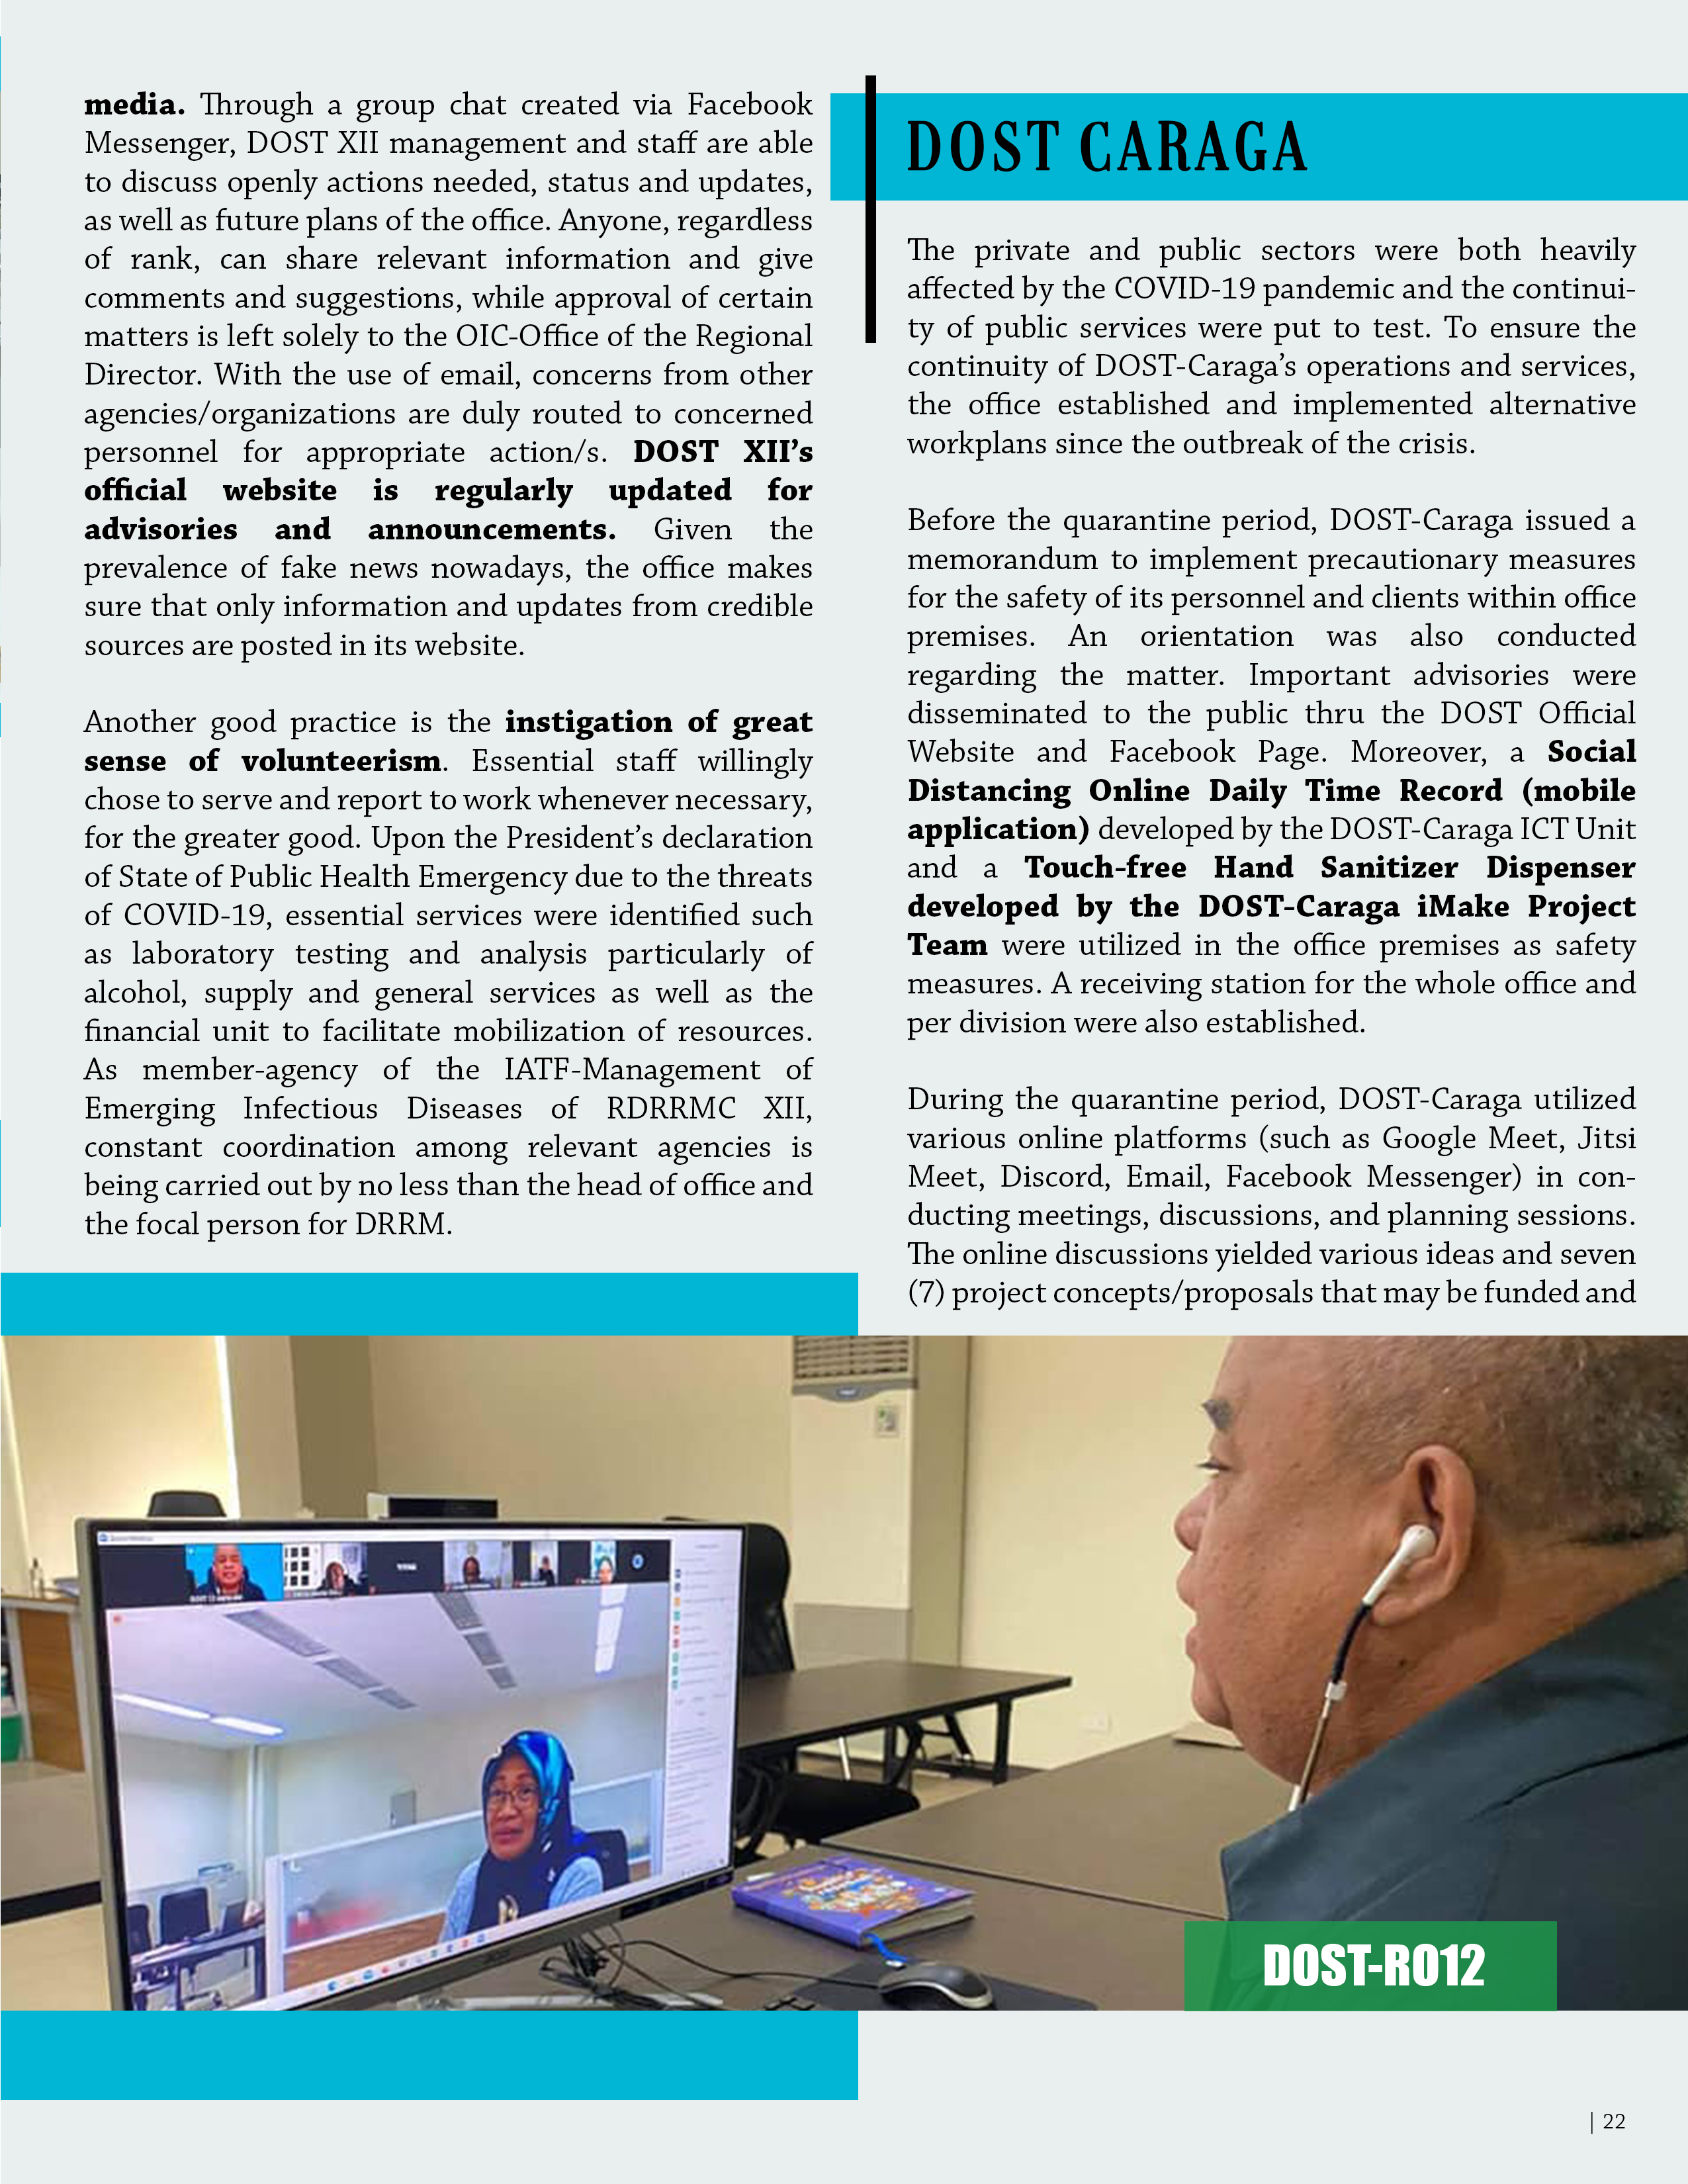 media. Through a group chat created via Facebook
Messenger, DOST XII management and staff are able
to discuss openly actions needed, status and updates,
as well as future plans of the office. Anyone, regardless
of rank, can share relevant information and give
comments and suggestions, while approval of certain
matters is left solely to the OIC-Office of the Regional
Director. With the use of email, concerns from other
agencies/organizations are duly routed to concerned
personnel for appropriate action/s. DOST XII’s
official website is regularly updated for
advisories and announcements. Given the
prevalence of fake news nowadays, the office makes
sure that only information and updates from credible
sources are posted in its website.
Another good practice is the instigation of great
sense of volunteerism. Essential staff willingly
chose to serve and report to work whenever necessary,
for the greater good. Upon the President’s declaration
of State of Public Health Emergency due to the threats
of COVID-19, essential services were identified such
as laboratory testing and analysis particularly of
alcohol, supply and general services as well as the
financial unit to facilitate mobilization of resources.
As member-agency of the IATF-Management of
Emerging Infectious Diseases of RDRRMC XII,
constant coordination among relevant agencies is
being carried out by no less than the head of office and
the focal person for DRRM.
DOST CARAGA
The private and public sectors were both heavily
affected by the COVID-19 pandemic and the continui-
ty of public services were put to test. To ensure the
continuity of DOST-Caraga’s operations and services,
the office established and implemented alternative
workplans since the outbreak of the crisis.
Before the quarantine period, DOST-Caraga issued a
memorandum to implement precautionary measures
for the safety of its personnel and clients within office
premises. An orientation was also conducted
regarding the matter. Important advisories were
disseminated to the public thru the DOST Official
Website and Facebook Page. Moreover, a Social
Distancing Online Daily Time Record (mobile
application) developed by the DOST-Caraga ICT Unit
and a Touch-free Hand Sanitizer Dispenser
developed by the DOST-Caraga iMake Project
Team were utilized in the office premises as safety
measures. A receiving station for the whole office and
per division were also established.
During the quarantine period, DOST-Caraga utilized
various online platforms (such as Google Meet, Jitsi
Meet, Discord, Email, Facebook Messenger) in con-
ducting meetings, discussions, and planning sessions.
The online discussions yielded various ideas and seven
(7) project concepts/proposals that may be funded and
DOST-RO12
| 22